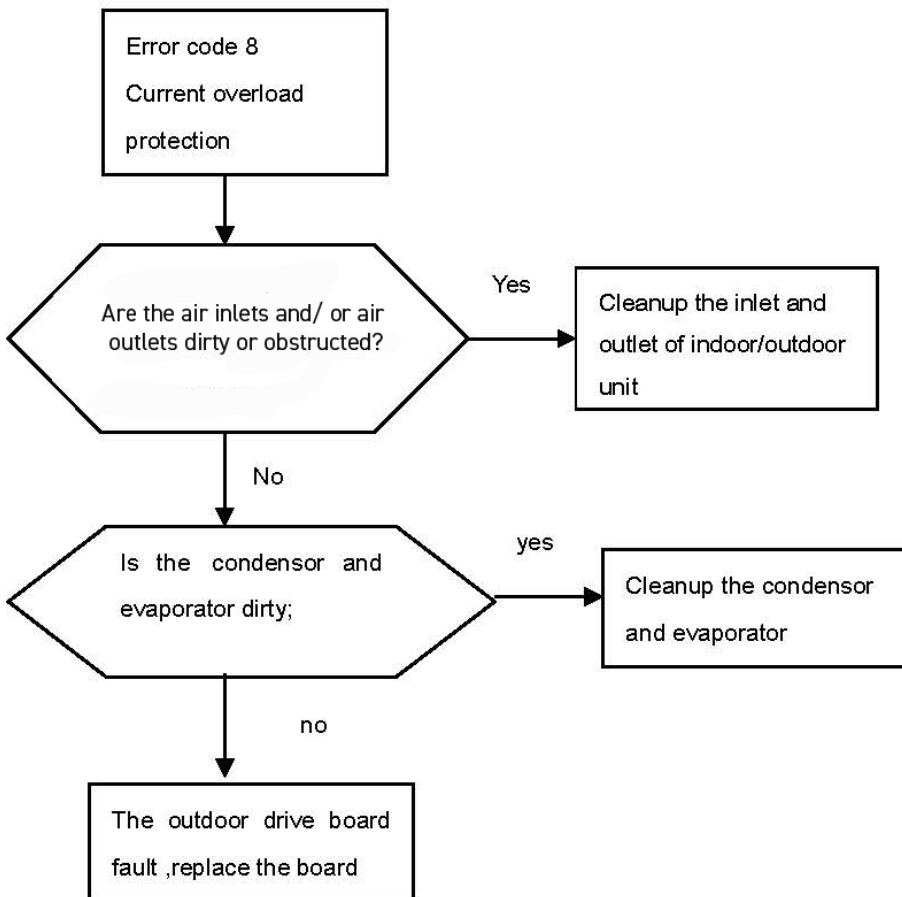 Error code 8
Current overload
protection
Are the air inlets and/ or air
outlets dirty or obstructed?
Yes
Cleanup the inlet and
outlet of indoor/outdoor
unit
No
Is the condensor and
evaporator dirty;
yes
Cleanup the condensor
and evaporator
no
The outdoor drive board
fault ,replace the board